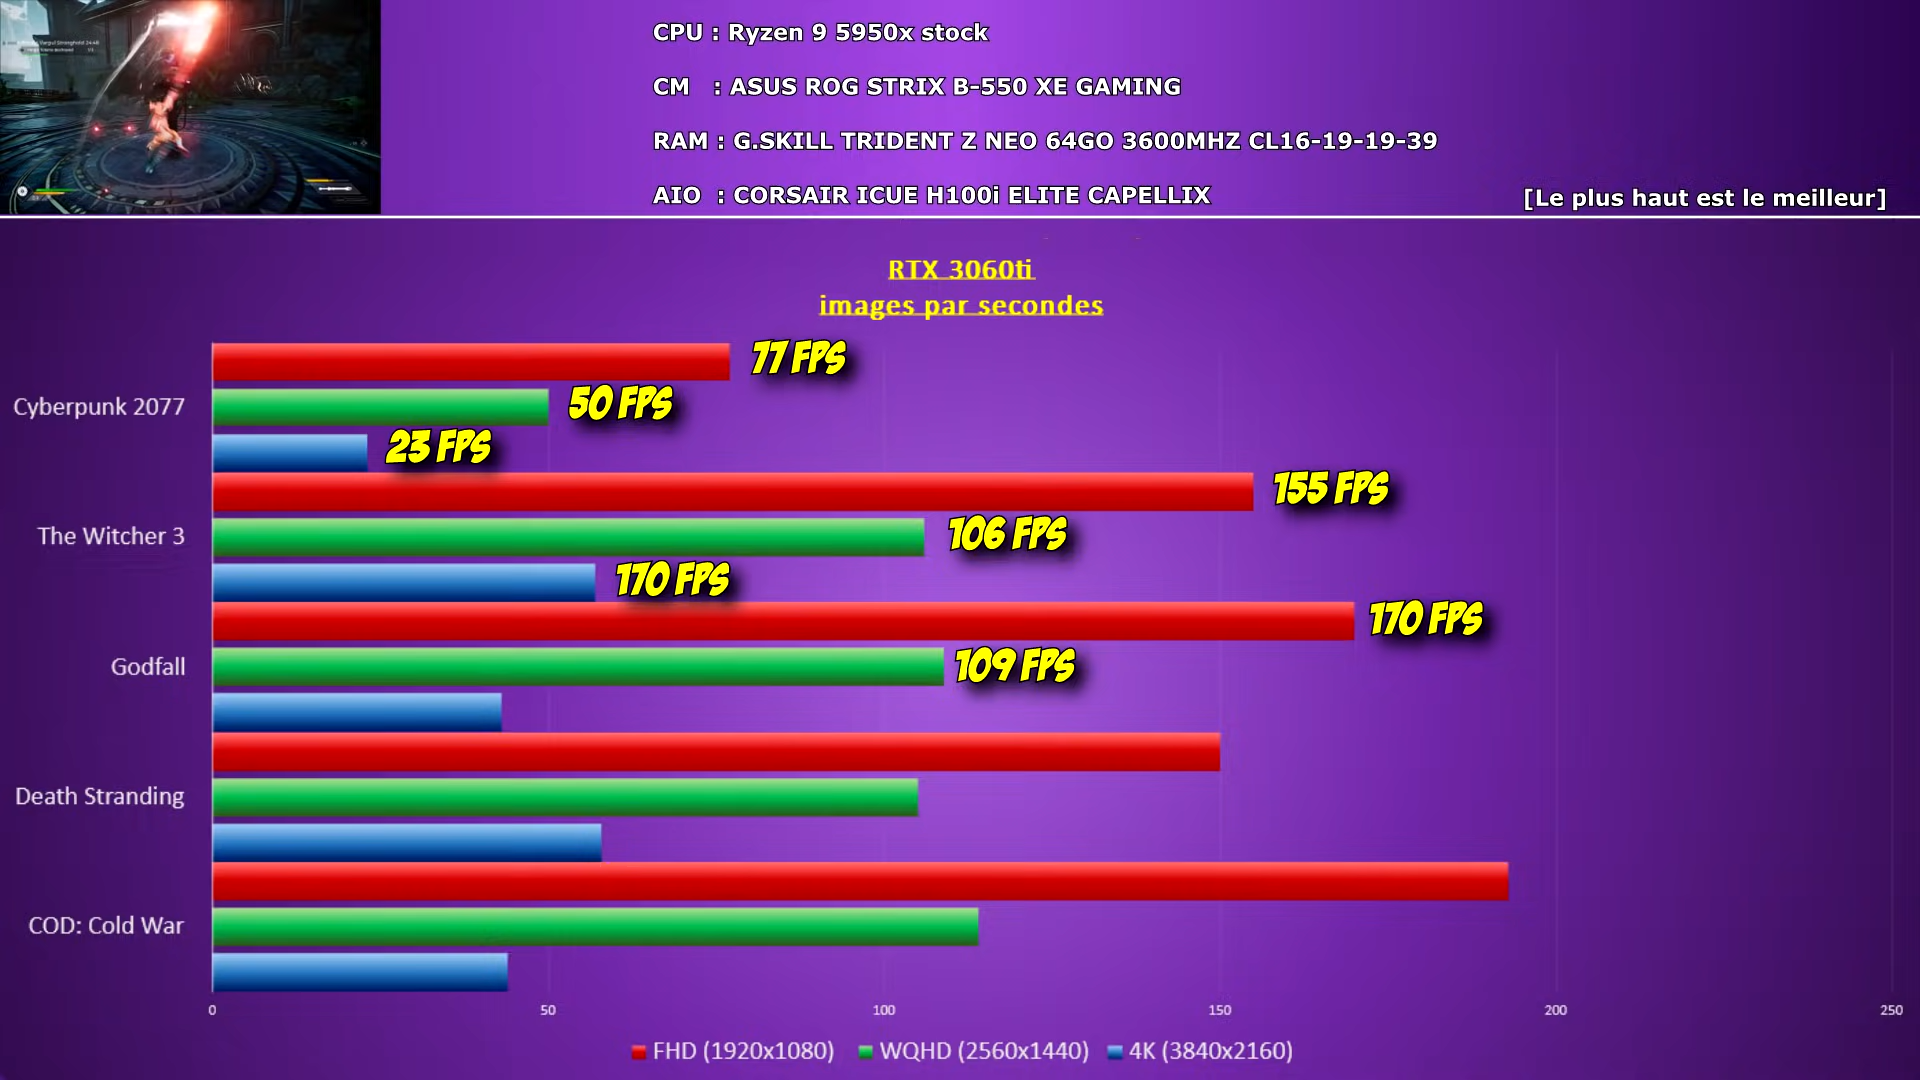 CPU : Ryzen 9 5950x stock
CM : ASUS ROG STRIX B-550 XE GAMING
RAM : G.SKILL TRIDENT Z NEO 64GO 3600MHZ CL16-19-19-39
AIO : CORSAIR ICUE H100i ELITE CAPELLIX
[Le plus haut est le meilleur]
RTX 3060ti
images par secondes
77 FPS
Cyberpunk 2077
50 FPS
23 FPS
155 FPS
The Witcher 3
106 FPS
170 FPS
170 FPS
Godfall
109 FPS
Death Stranding
COD: Cold War
0 50 100 150 200 250
FHD (1920x1080) WQHD (2560x1440) 4K (3840x2160)